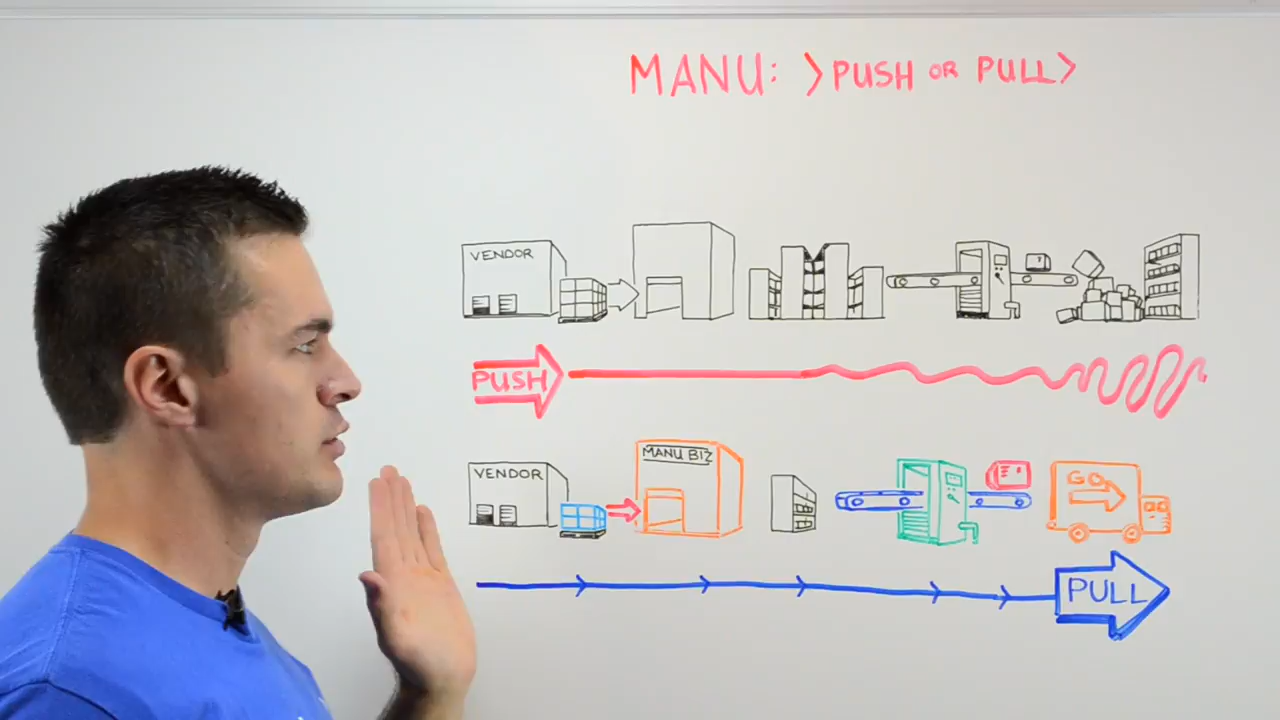 MANU: >PUSH OR PULL>
VENDOR
PUSH
VENDOR
MANU BIZ
GO
PULL